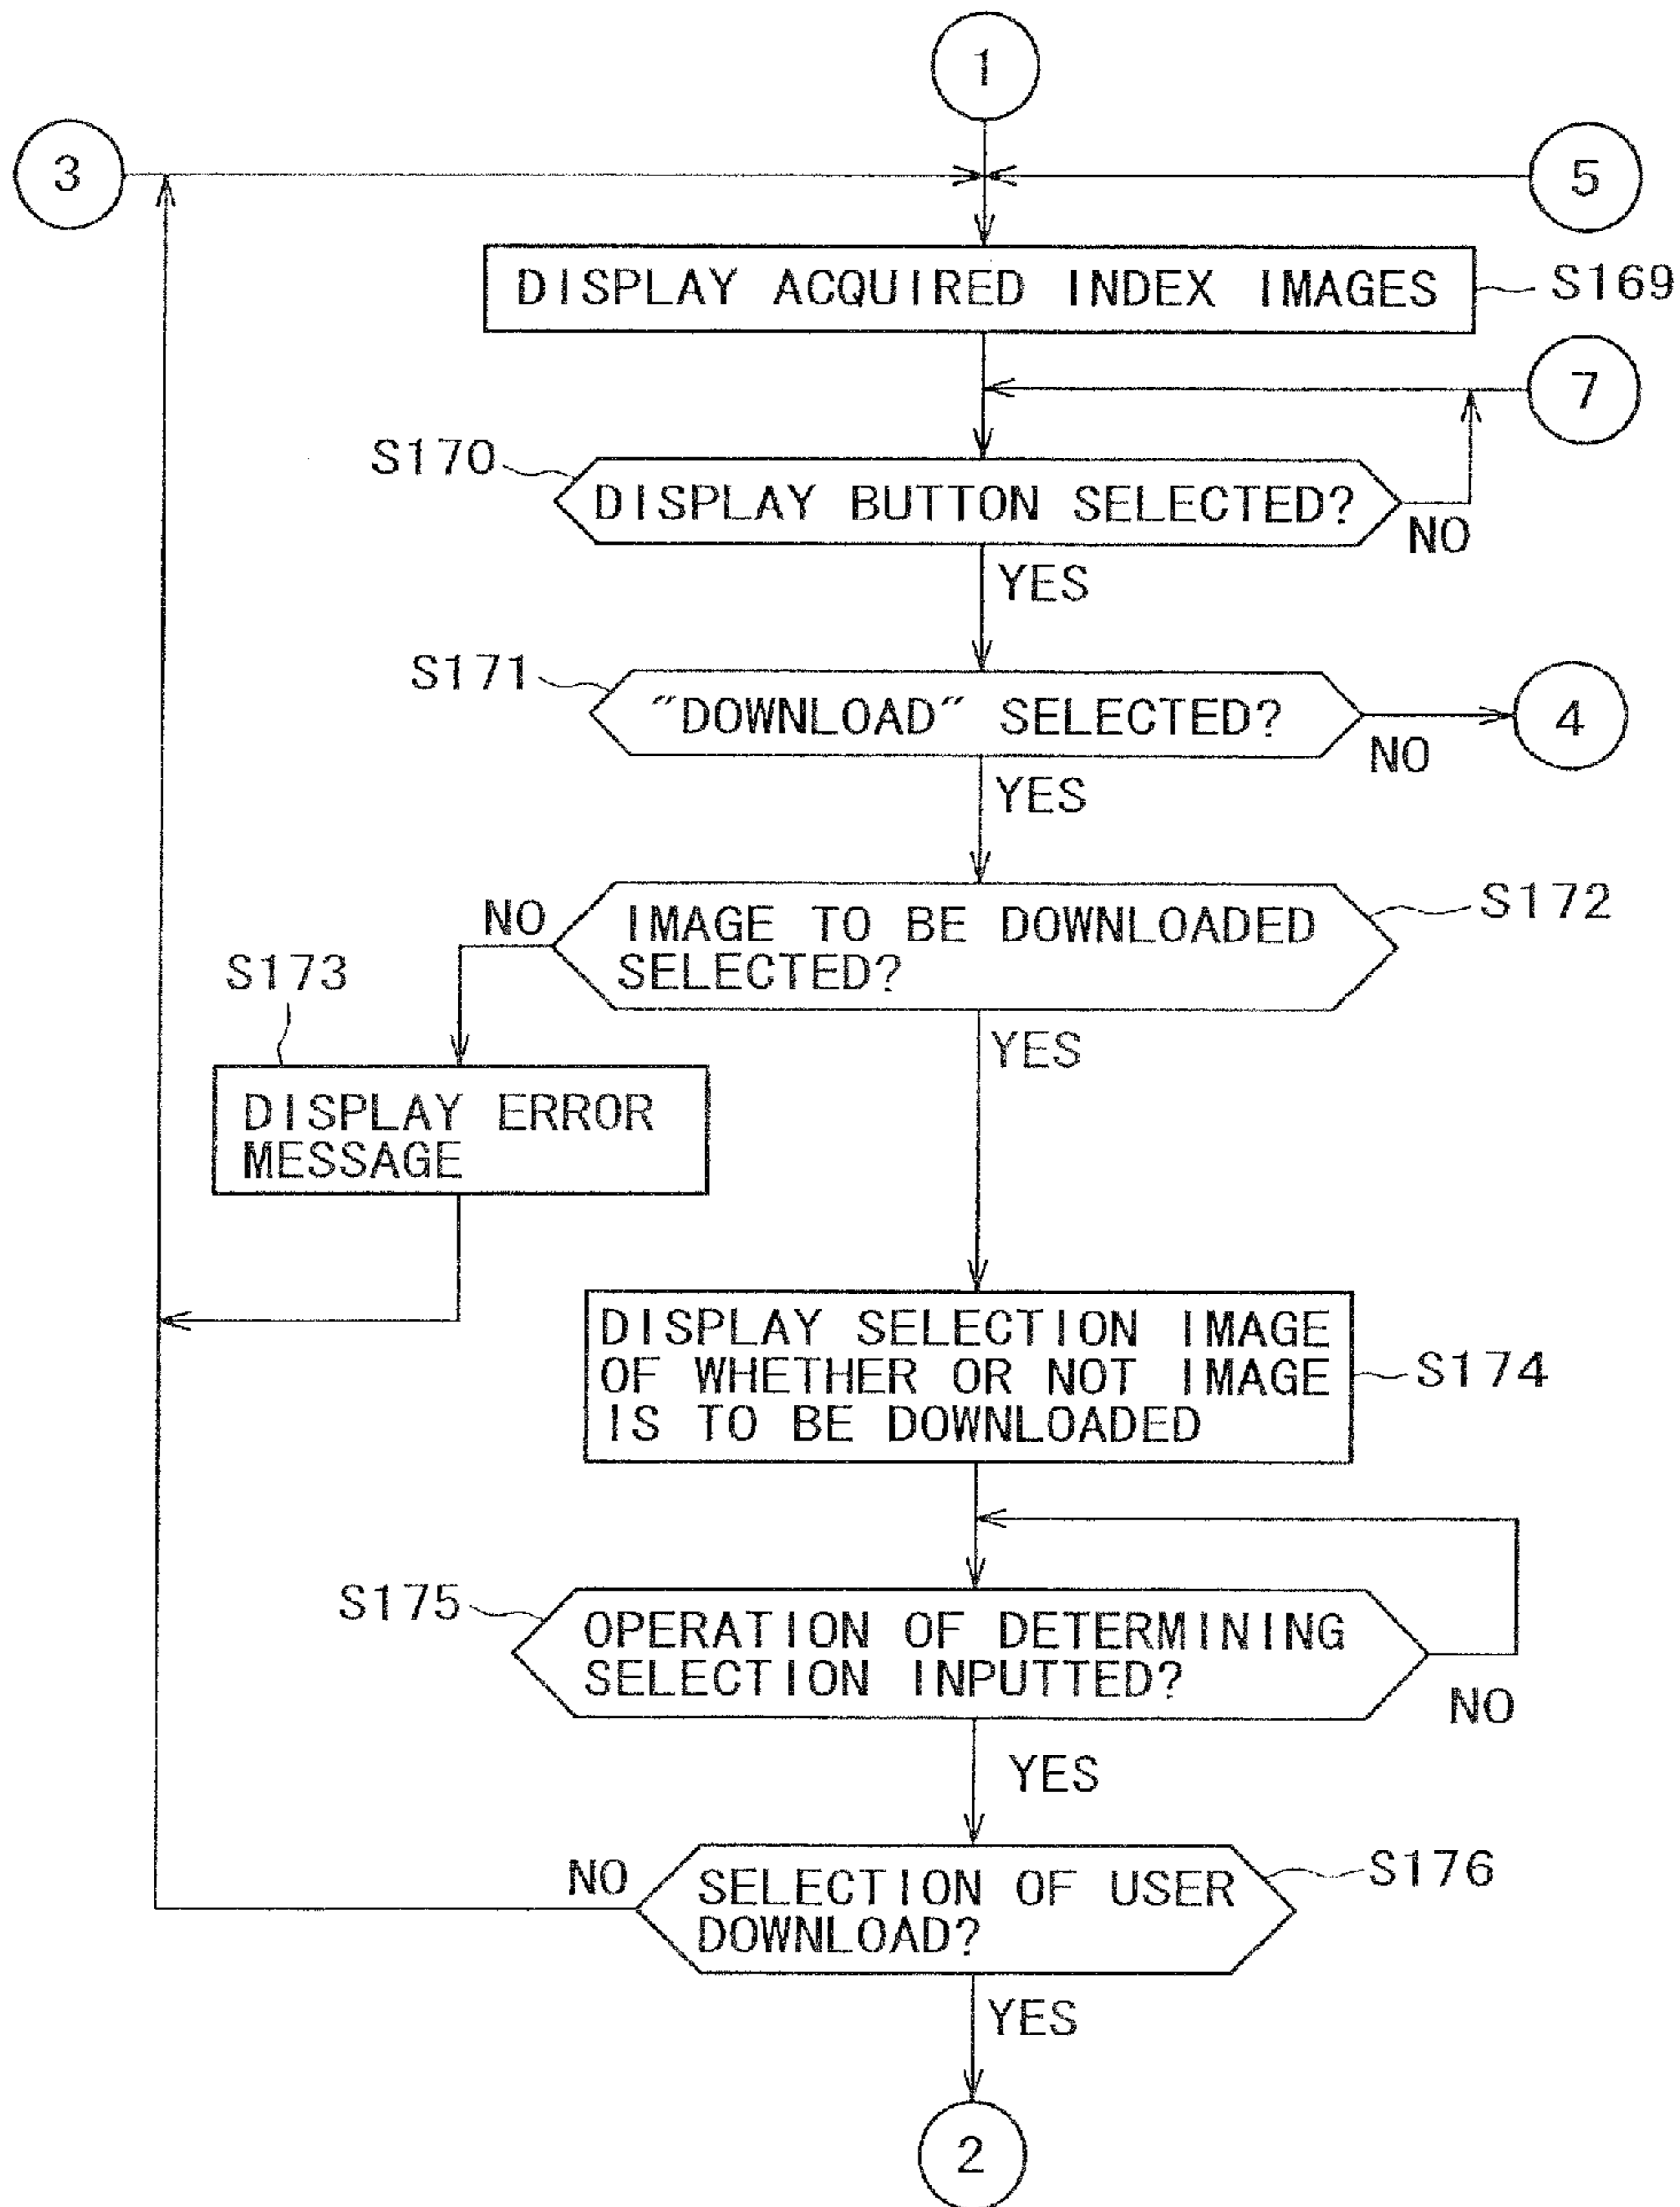 1
3
5
DISPLAY ACQUIRED INDEX IMAGES
S169
7
S170
DISPLAY BUTTON SELECTED?
NO
YES
S171
"DOWNLOAD" SELECTED?
4
NO
YES
S172
NO
IMAGE TO BE DOWNLOADED
SELECTED?
S173
YES
DISPLAY ERROR
MESSAGE
DISPLAY SELECTION IMAGE
OF WHETHER OR NOT IMAGE
IS TO BE DOWNLOADED
S174
S175
OPERATION OF DETERMINING
SELECTION INPUTTED?
NO
YES
NO
SELECTION OF USER
DOWNLOAD?
S176
YES
2